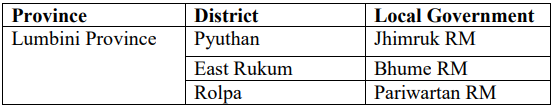 Province District Local Government
Lumbini Province Pyuthan Jhimruk RM
East Rukum Bhume RM
Rolpa Pariwartan RM